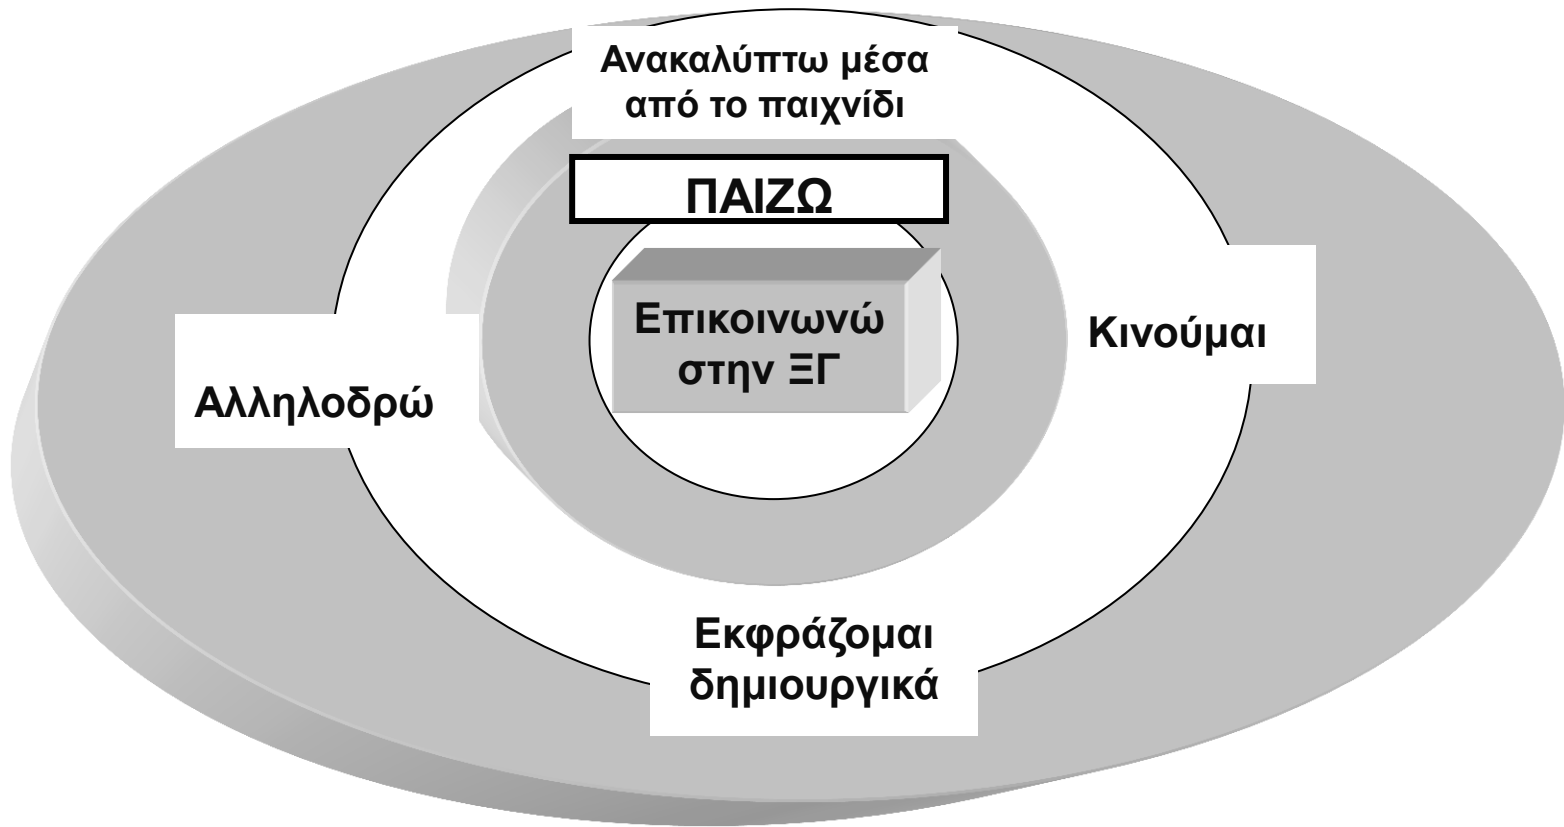 Ανακαλύπτω μέσα
από το παιχνίδι
ΠΑΙΖΩ
Επικοινωνώ
στην ΞΓ
Κινούμαι
Αλληλοδρώ
Εκφράζομαι
δημιουργικά